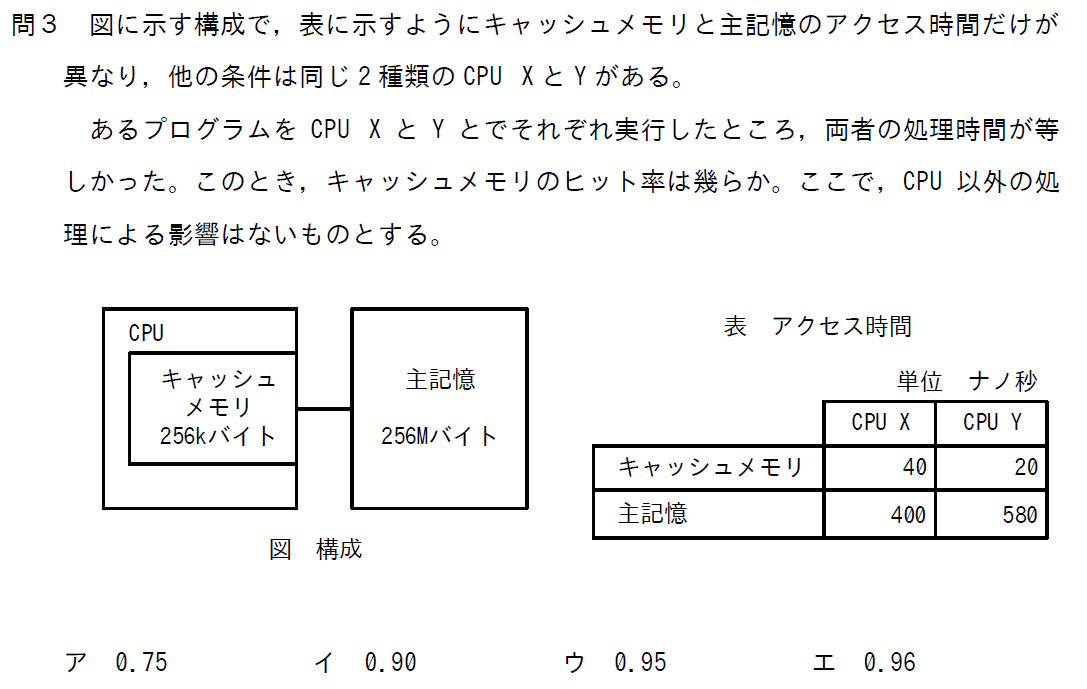 問３　図に示す構成で，表に示すようにキャッシュメモリと主記憶のアクセス時間だけが
異なり，他の条件は同じ２種類の CPU X と Y がある。
あるプログラムを CPU X と Y とでそれぞれ実行したところ，両者の処理時間が等
しかった。このとき，キャッシュメモリのヒット率は幾らか。ここで，CPU 以外の処
理による影響はないものとする。
CPU
キャッシュ
メモリ
256kバイト
主記憶
256Mバイト
図　構成
表　アクセス時間
単位　ナノ秒
CPU X　CPU Y
キャッシュメモリ　40　20
主記憶　400　580
ア　0.75　イ　0.90　ウ　0.95　エ　0.96